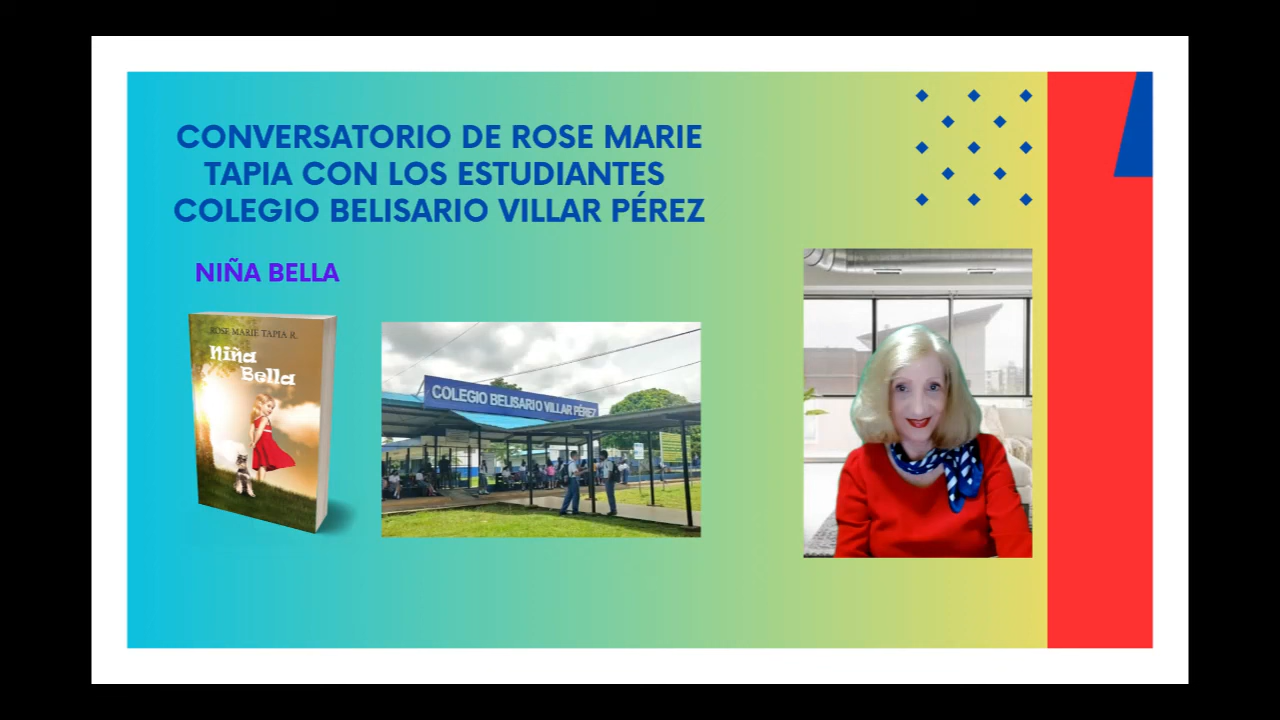 CONVERSATORIO DE ROSE MARIE
TAPIA CON LOS ESTUDIANTES
COLEGIO BELISARIO VILLAR PÉREZ
NIÑA BELLA
ROSE MARIE TAPIA R.
Niña
Bella
COLEGIO BELISARIO VILLAR PÉREZ